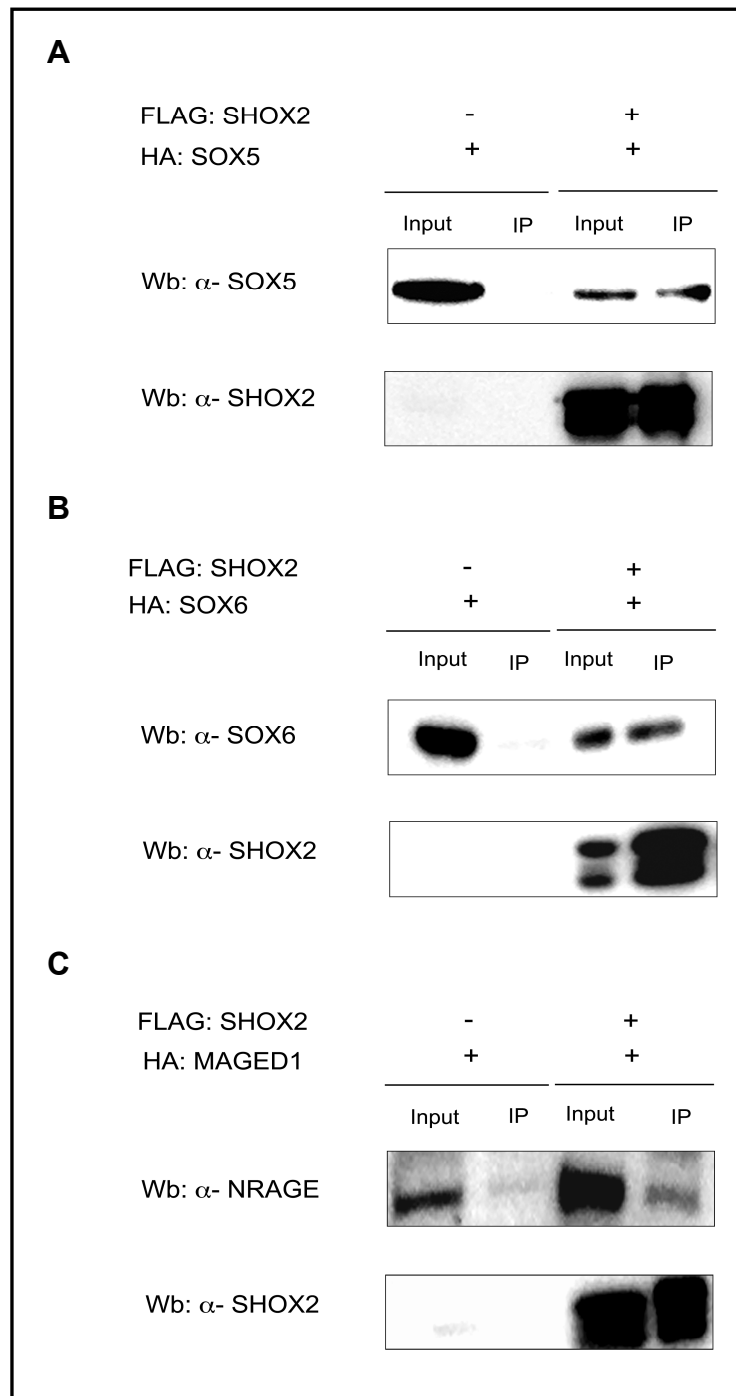 A
FLAG: SHOX2 - +
HA: SOX5 + +
Input IP Input IP
Wb: α- SOX5
Wb: α- SHOX2
B
FLAG: SHOX2 - +
HA: SOX6 + +
Input IP Input IP
Wb: α- SOX6
Wb: α- SHOX2
C
FLAG: SHOX2 - +
HA: MAGED1 + +
Input IP Input IP
Wb: α- NRAGE
Wb: α- SHOX2